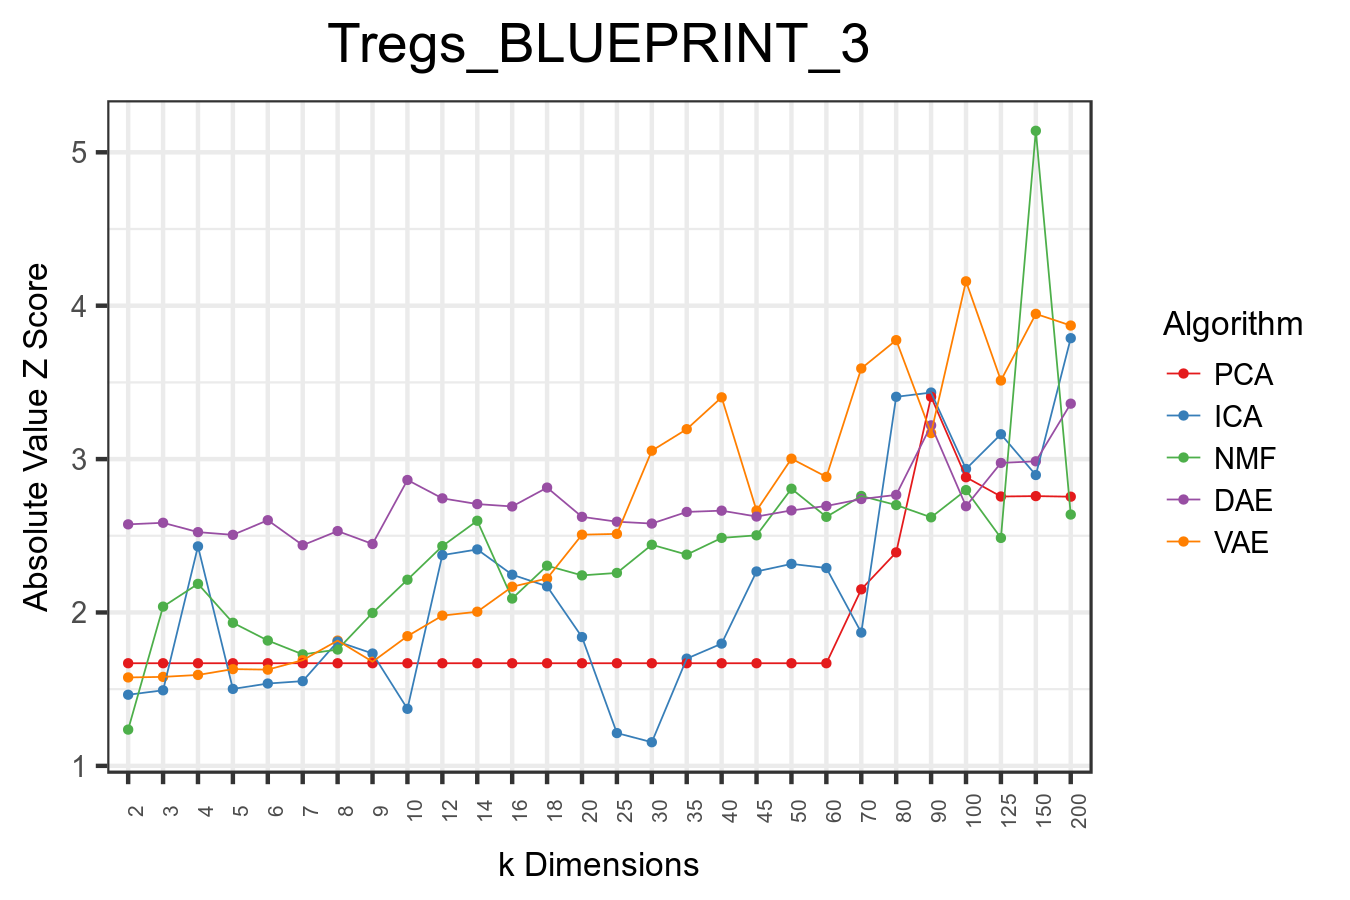 Tregs_BLUEPRINT_3
Absolute Value Z Score
5
4
3
2
1
2 3 4 5 6 7 8 9 10 12 14 16 18 20 25 30 35 40 45 50 60 70 80 90 100 125 150 200
k Dimensions
Algorithm
PCA
ICA
NMF
DAE
VAE